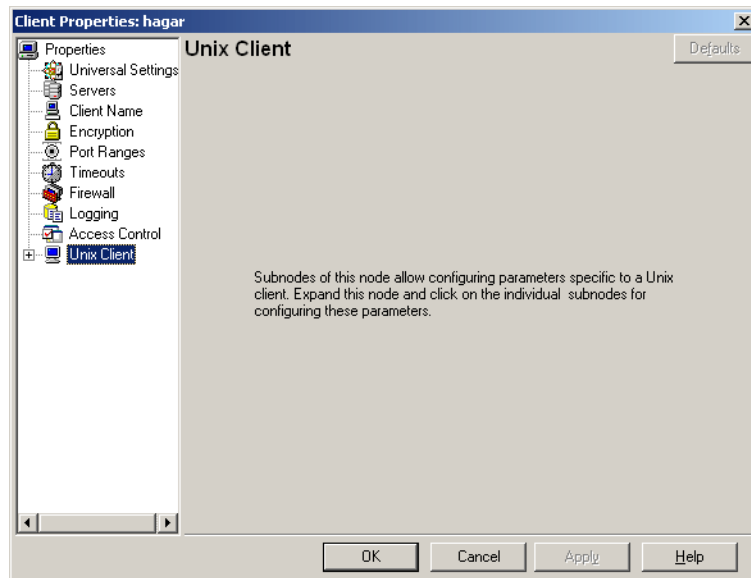 Client Properties: hagar
Properties
Universal Settings
Servers
Client Name
Encryption
Port Ranges
Timeouts
Firewall
Logging
Access Control
Unix Client
Unix Client
Defaults
Subnodes of this node allow configuring parameters specific to a Unix
client. Expand this node and click on the individual subnodes for
configuring these parameters.
OK
Cancel
Apply
Help